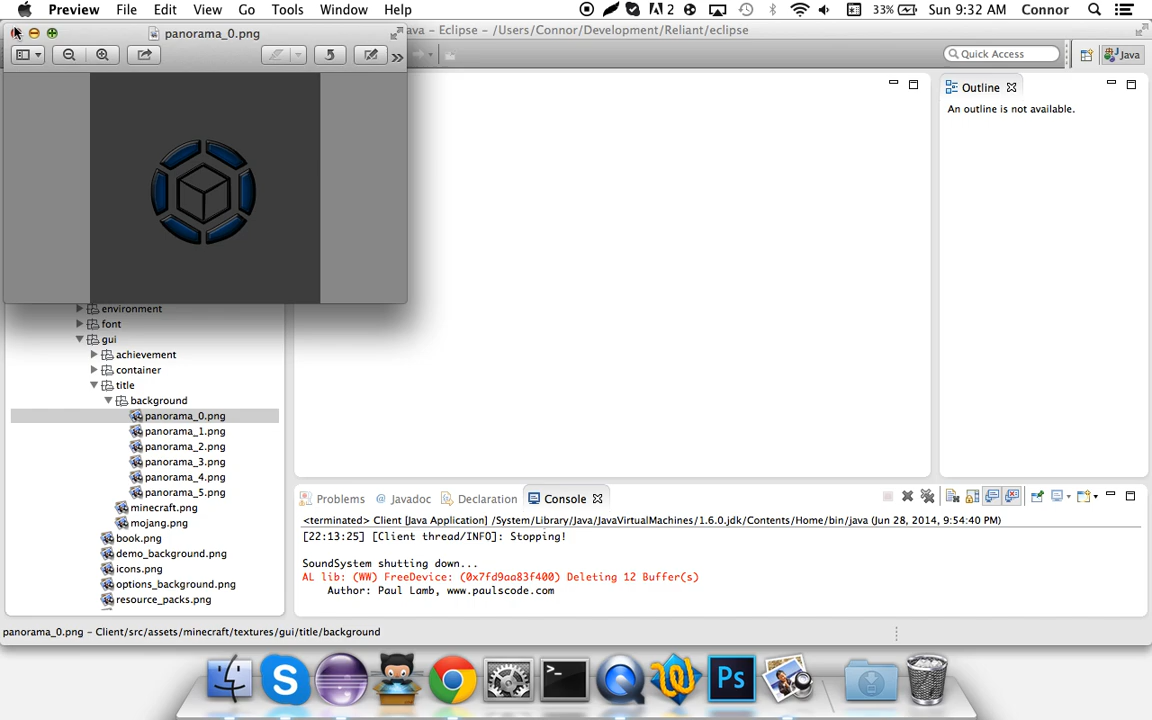 Preview File Edit View Go Tools Window Help 2 33% Sun 9:32 AM Connor
panorama_0.png
ava - Eclipse - /Users/Connor/Development/Reliant/eclipse
Quick Access Java
Outline
An outline is not available.
environment
font
gui
achievement
container
title
background
panorama_0.png
panorama_1.png
panorama_2.png
panorama_3.png
panorama_4.png
panorama_5.png
minecraft.png
mojang.png
book.png
demo_background.png
icons.png
options_background.png
resource_packs.png
Problems @ Javadoc Declaration Console
<terminated> Client [Java Application] /System/Library/Java/JavaVirtualMachines/1.6.0.jdk/Contents/Home/bin/java (Jun 28, 2014, 9:54:40 PM)
[22:13:25] [Client thread/INFO]: Stopping!
SoundSystem shutting down...
AL lib: (WW) FreeDevice: (0x7fd9aa83f400) Deleting 12 Buffer(s)
Author: Paul Lamb, www.paulscode.com
panorama_0.png - Client/src/assets/minecraft/textures/gui/title/background
S >_ Ps